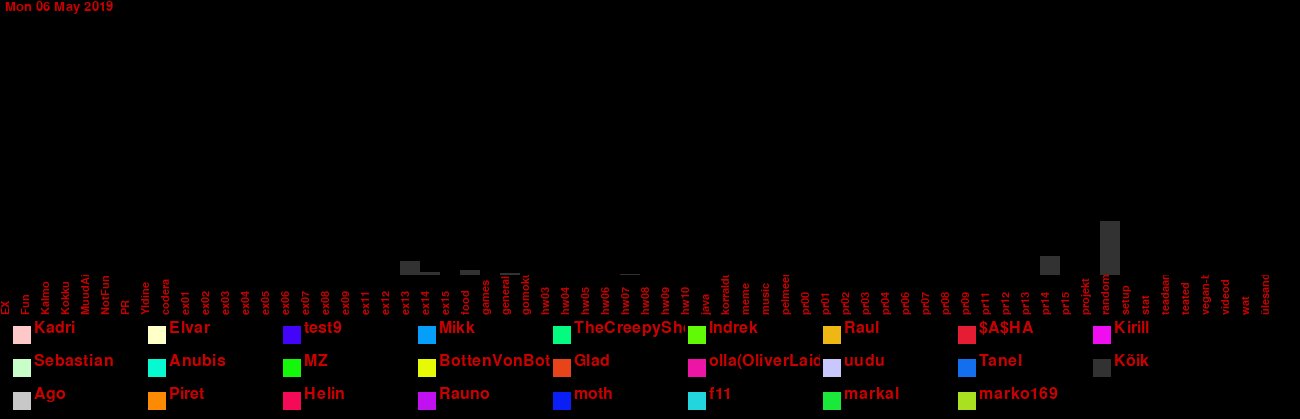 Mon 06 May 2019
EX Fun Kalmo Kokku MuudAi NotFun PR Yldine codera ex01 ex02 ex03 ex04 ex05 ex06 ex07 ex08 ex09 ex11 ex12 ex13 ex14 ex15 food games general gomoku hw03 hw04 hw05 hw06 hw07 hw08 hw09 hw10 java korraldu meme music pelmeen pr00 pr01 pr02 pr03 pr04 pr06 pr07 pr08 pr09 pr11 pr12 pr13 pr14 pr15 projekt random setup stat teadaan teated vegan-t videod wat ülesand
Kadri Elvar test9 Mikk TheCreepyShe Indrek Raul $A$HA Kirill
Sebastian Anubis MZ BottenVonBot Glad olla(OliverLaid uudu Tanel Kõik
Ago Piret Helin Rauno moth f11 markal marko169